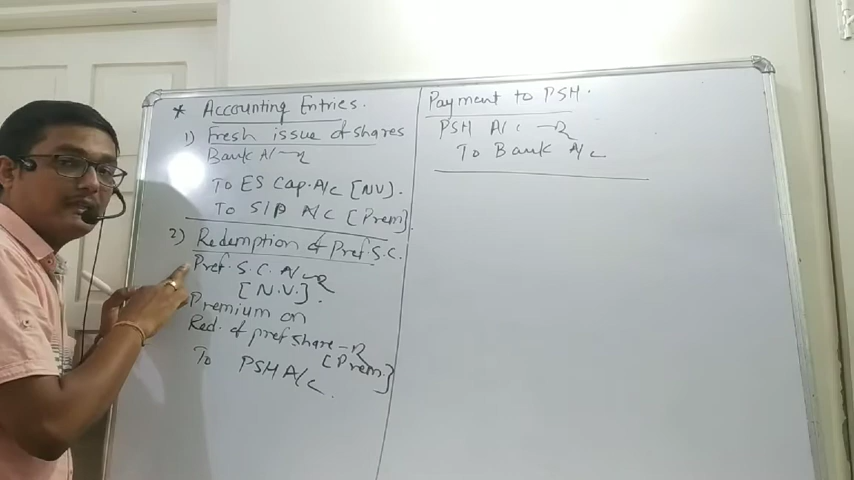 * Accounting Entries.
1) Fresh issue of shares
Bank A/c Dr
To ES Cap. A/c [NV].
To S/P A/c [Prem].
2) Redemption of Pref. S.C.
Pref. S.C. A/c Dr
[N.V.].
Premium on
Red. of pref share - Dr
[Prem.]
To PSH A/c.
Payment to PSH.
PSH A/c - Dr
To Bank A/c